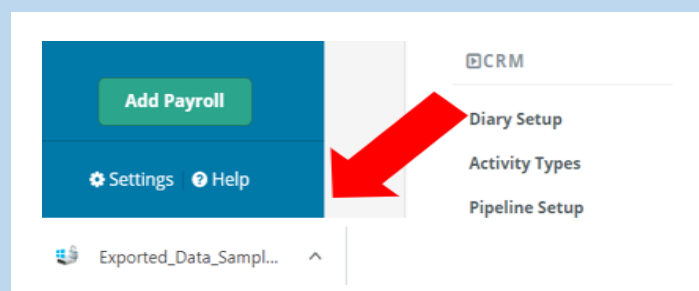 CRM
Add Payroll
Diary Setup
Activity Types
Settings Help
Pipeline Setup
Exported_Data_Sampl...